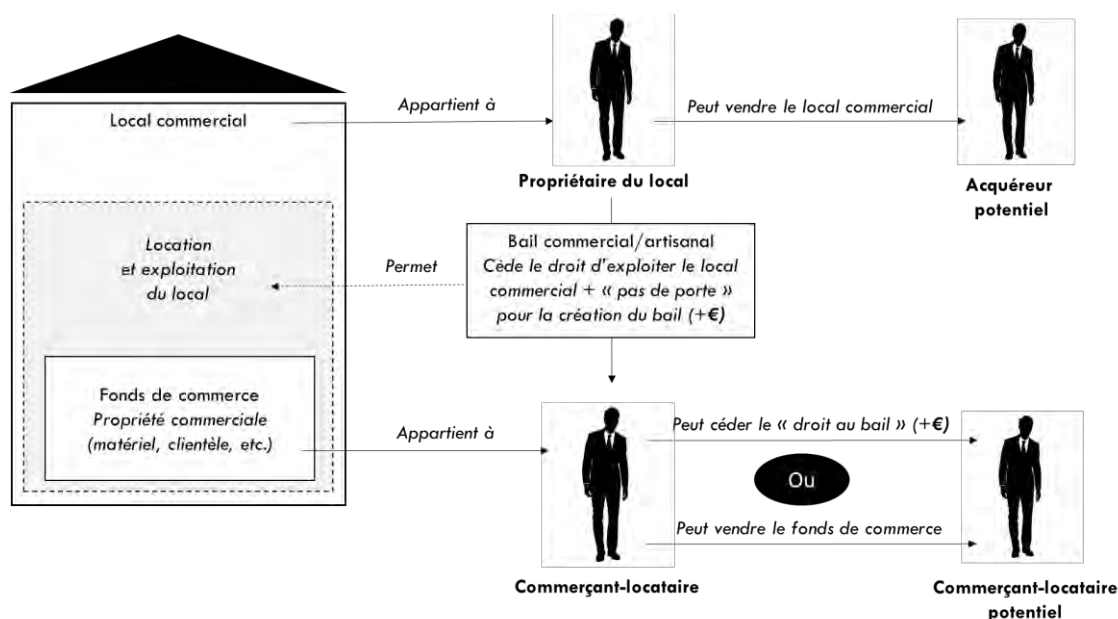 Local commercial
Appartient à
Peut vendre le local commercial
Propriétaire du local
Acquéreur
potentiel
Location
et exploitation
du local
Permet
Bail commercial/artisanal
Cède le droit d'exploiter le local
commercial + « pas de porte »
pour la création du bail (+€)
Fonds de commerce
Propriété commerciale
(matériel, clientèle, etc.)
Appartient à
Peut céder le « droit au bail » (+€)
Ou
Peut vendre le fonds de commerce
Commerçant-locataire
Commerçant-locataire
potentiel